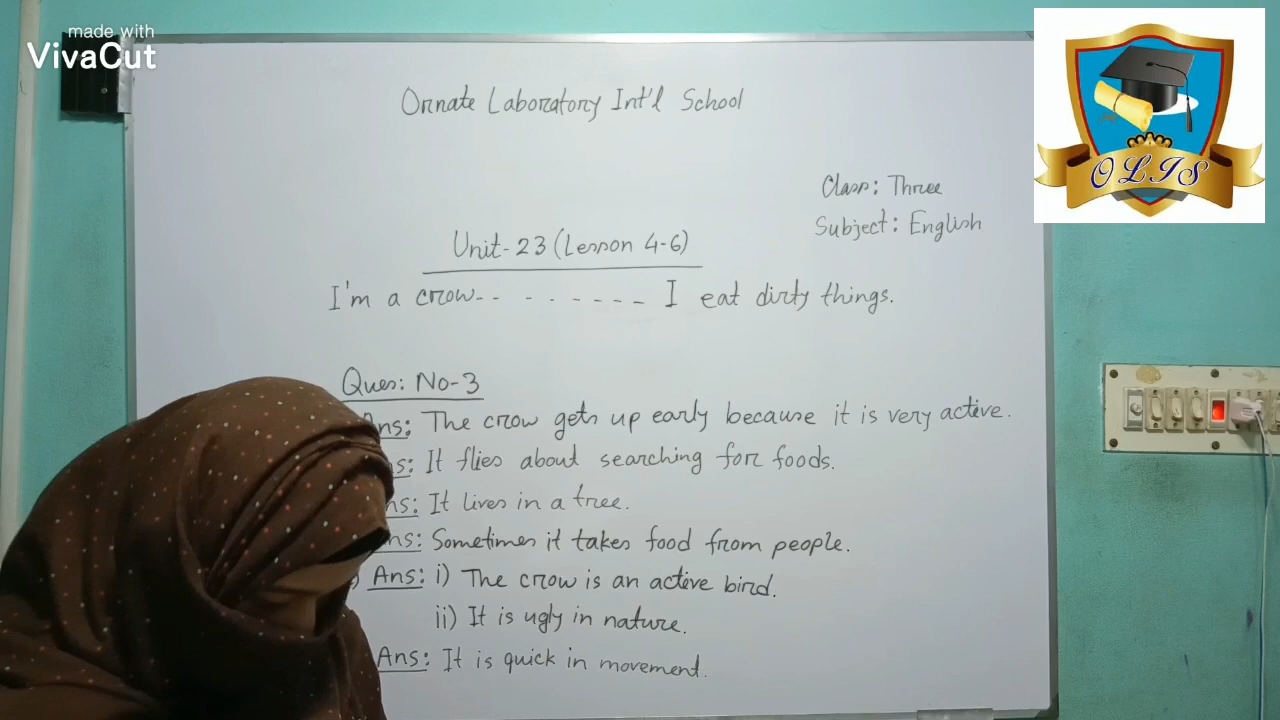 made with
VivaCut
OLIS
Ornate Laboratory Int'l School
Class: Three
Subject: English
Unit-23 (Lesson 4-6)
I'm a crow-- - - - - - - I eat dirty things.
Ques: No-3
Ans: The crow gets up early because it is very active.
s: It flies about searching for foods.
ns: It lives in a tree.
ns: Sometimes it takes food from people.
) Ans: i) The crow is an active bird.
ii) It is ugly in nature.
Ans: It is quick in movement.